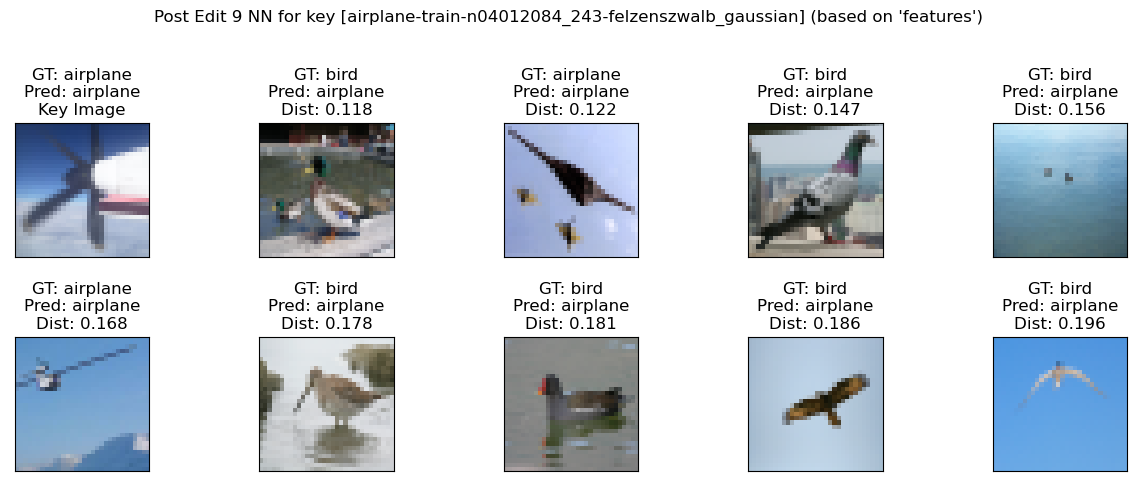 Post Edit 9 NN for key [airplane-train-n04012084_243-felzenszwalb_gaussian] (based on 'features')
GT: airplane
Pred: airplane
Key Image
GT: bird
Pred: airplane
Dist: 0.118
GT: airplane
Pred: airplane
Dist: 0.122
GT: bird
Pred: airplane
Dist: 0.147
GT: bird
Pred: airplane
Dist: 0.156
GT: airplane
Pred: airplane
Dist: 0.168
GT: bird
Pred: airplane
Dist: 0.178
GT: bird
Pred: airplane
Dist: 0.181
GT: bird
Pred: airplane
Dist: 0.186
GT: bird
Pred: airplane
Dist: 0.196